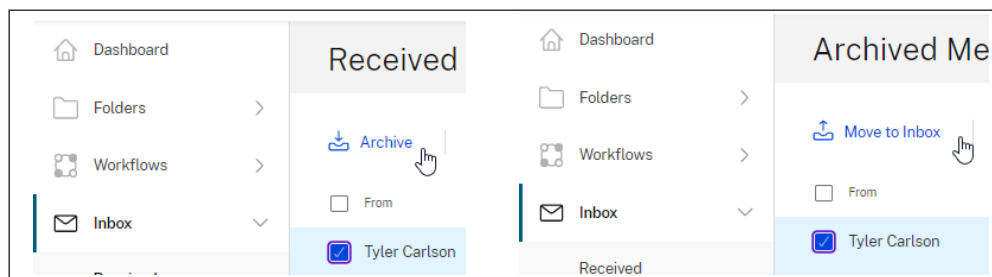 Dashboard
Folders
Workflows
Inbox
Received
Archive
From
Tyler Carlson
Dashboard
Folders
Workflows
Inbox
Received
Archived Me
Move to Inbox
From
Tyler Carlson